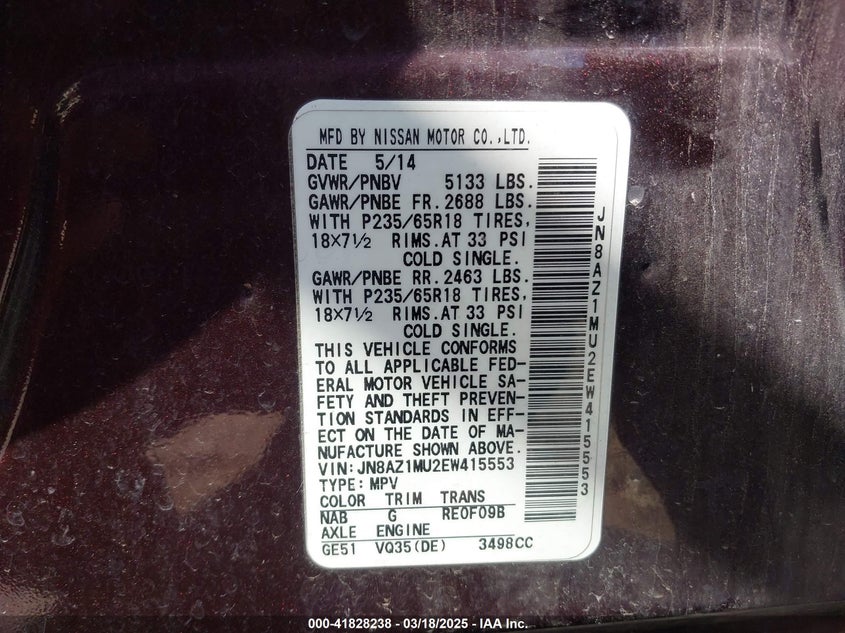 MFD BY NISSAN MOTOR CO.,LTD.
DATE 5/14
GVWR/PNBV 5133 LBS.
GAWR/PNBE FR.2688 LBS.
WITH P235/65R18 TIRES,
18×7½ RIMS.AT 33 PSI
COLD SINGLE.
GAWR/PNBE RR.2463 LBS.
WITH P235/65R18 TIRES,
18×7½ RIMS.AT 33 PSI
COLD SINGLE.
THIS VEHICLE CONFORMS
TO ALL APPLICABLE FED-
ERAL MOTOR VEHICLE SA-
FETY AND THEFT PREVEN-
TION STANDARDS IN EFF-
ECT ON THE DATE OF MA-
NUFACTURE SHOWN ABOVE.
VIN:JN8AZ1MU2EW415553
TYPE:MPV
COLOR TRIM TRANS
NAB G RE0F09B
AXLE ENGINE
GE51 VQ35(DE) 3498CC
JN8AZ1MU2EW415553
000-41828238 - 03/18/2025 - IAA Inc.